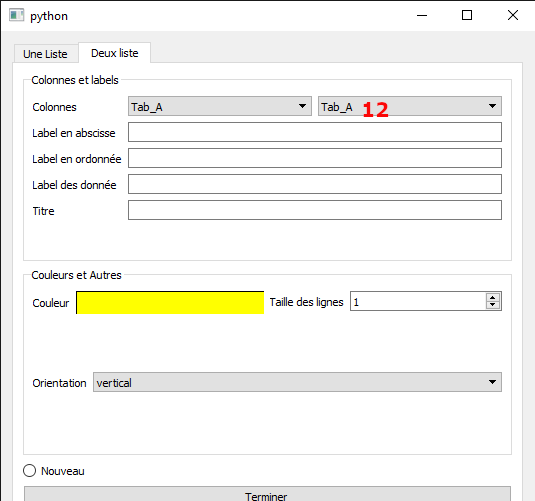 python
Une Liste Deux liste
Colonnes et labels
Colonnes Tab_A Tab_A 12
Label en abscisse
Label en ordonnée
Label des donnée
Titre
Couleurs et Autres
Couleur Taille des lignes 1
Orientation vertical
Nouveau
Terminer